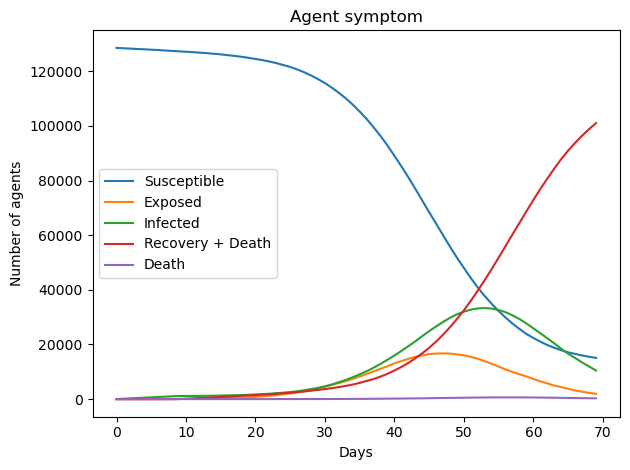 Agent symptom
120000
100000
80000
60000
40000
20000
0
Number of agents
Susceptible
Exposed
Infected
Recovery + Death
Death
0 10 20 30 40 50 60 70
Days